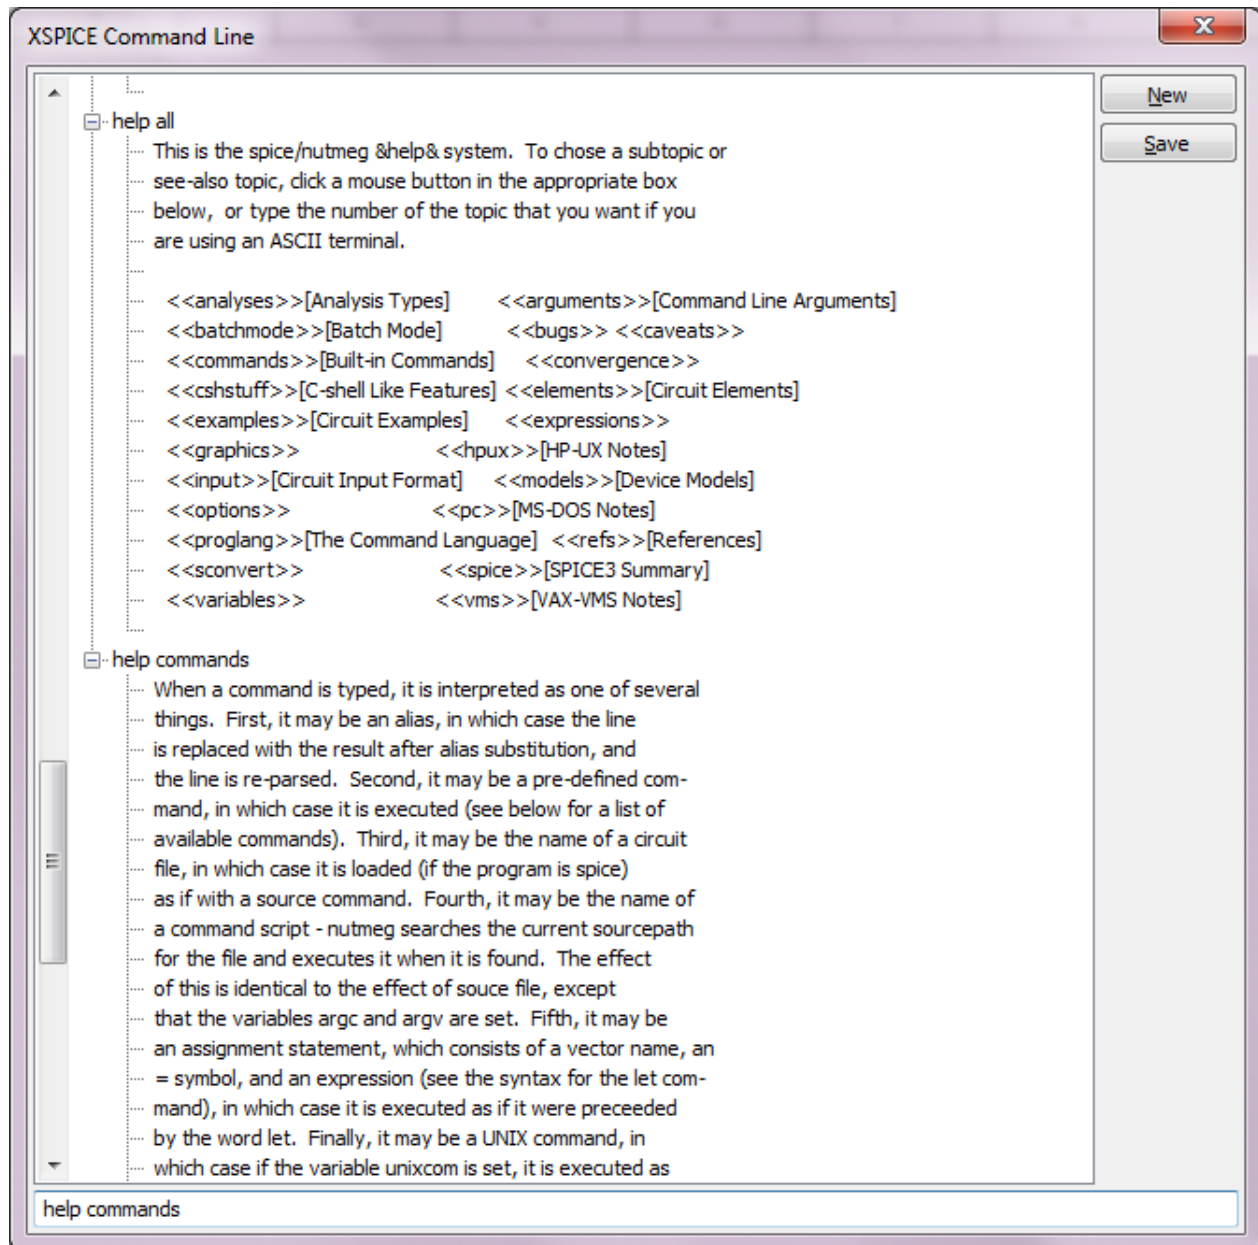 XSPICE Command Line
New
Save
help all
This is the spice/nutmeg &help& system.  To chose a subtopic or
see-also topic, click a mouse button in the appropriate box
below,  or type the number of the topic that you want if you
are using an ASCII terminal.
<<analyses>>[Analysis Types]        <<arguments>>[Command Line Arguments]
<<batchmode>>[Batch Mode]           <<bugs>> <<caveats>>
<<commands>>[Built-in Commands]     <<convergence>>
<<cshstuff>>[C-shell Like Features] <<elements>>[Circuit Elements]
<<examples>>[Circuit Examples]      <<expressions>>
<<graphics>>                        <<hpux>>[HP-UX Notes]
<<input>>[Circuit Input Format]     <<models>>[Device Models]
<<options>>                         <<pc>>[MS-DOS Notes]
<<proglang>>[The Command Language]  <<refs>>[References]
<<sconvert>>                        <<spice>>[SPICE3 Summary]
<<variables>>                       <<vms>>[VAX-VMS Notes]
help commands
When a command is typed, it is interpreted as one of several
things.  First, it may be an alias, in which case the line
is replaced with the result after alias substitution, and
the line is re-parsed.  Second, it may be a pre-defined com-
mand, in which case it is executed (see below for a list of
available commands).  Third, it may be the name of a circuit
file, in which case it is loaded (if the program is spice)
as if with a source command.  Fourth, it may be the name of
a command script - nutmeg searches the current sourcepath
for the file and executes it when it is found.  The effect
of this is identical to the effect of souce file, except
that the variables argc and argv are set.  Fifth, it may be
an assignment statement, which consists of a vector name, an
= symbol, and an expression (see the syntax for the let com-
mand), in which case it is executed as if it were preceeded
by the word let.  Finally, it may be a UNIX command, in
which case if the variable unixcom is set, it is executed as
help commands